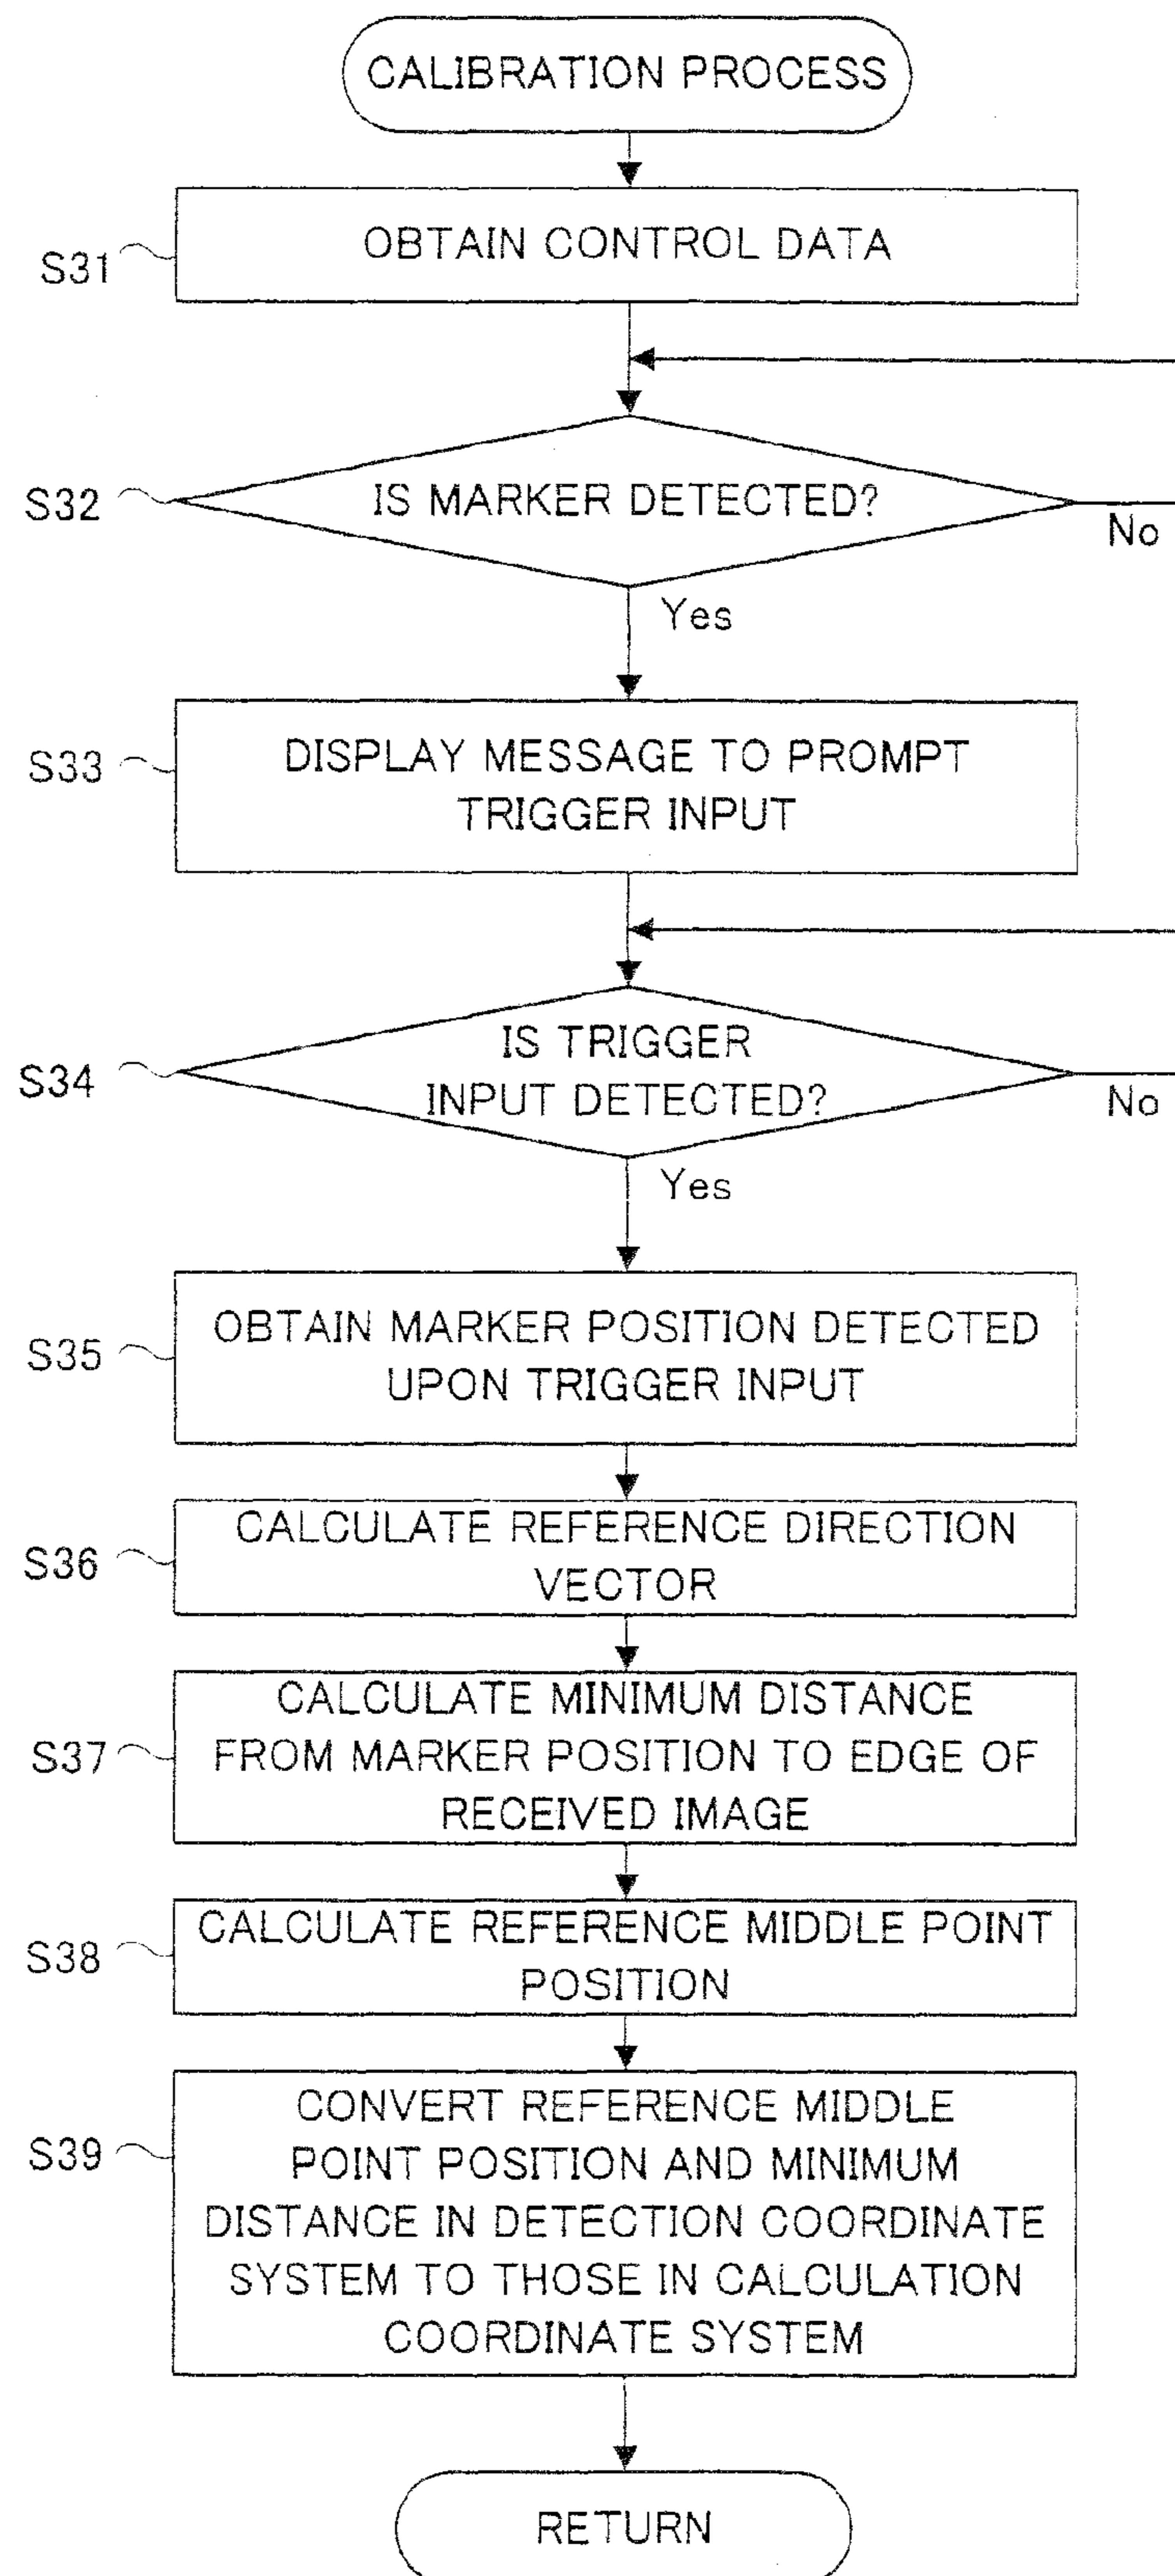 CALIBRATION PROCESS
S31
OBTAIN CONTROL DATA
S32
IS MARKER DETECTED?
No
Yes
S33
DISPLAY MESSAGE TO PROMPT
TRIGGER INPUT
S34
IS TRIGGER
INPUT DETECTED?
No
Yes
S35
OBTAIN MARKER POSITION DETECTED
UPON TRIGGER INPUT
S36
CALCULATE REFERENCE DIRECTION
VECTOR
S37
CALCULATE MINIMUM DISTANCE
FROM MARKER POSITION TO EDGE OF
RECEIVED IMAGE
S38
CALCULATE REFERENCE MIDDLE POINT
POSITION
S39
CONVERT REFERENCE MIDDLE
POINT POSITION AND MINIMUM
DISTANCE IN DETECTION COORDINATE
SYSTEM TO THOSE IN CALCULATION
COORDINATE SYSTEM
RETURN